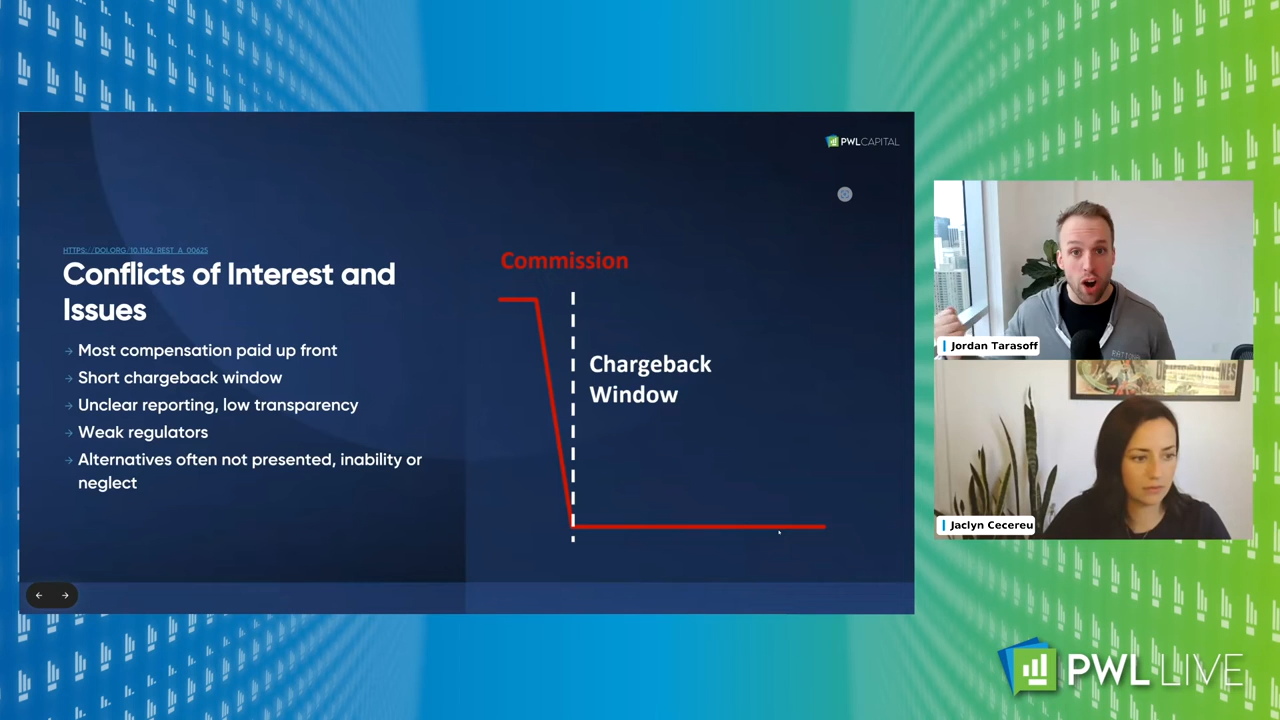 PWLCAPITAL
HTTPS://DOI.ORG/10.1162/REST_A_00625
Conflicts of Interest and
Issues
Most compensation paid up front
Short chargeback window
Unclear reporting, low transparency
Weak regulators
Alternatives often not presented, inability or
neglect
Commission
Chargeback
Window
Jordan Tarasoff
Jaclyn Cecereu
PWL LIVE